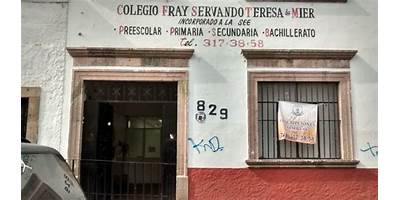 COLEGIO FRAY SERVANDO TERESA de MIER
INCORPORADO A LA SEE
·PREESCOLAR ·PRIMARIA ·SECUNDARIA ·BACHILLERATO
Tel. 317-38-58
829